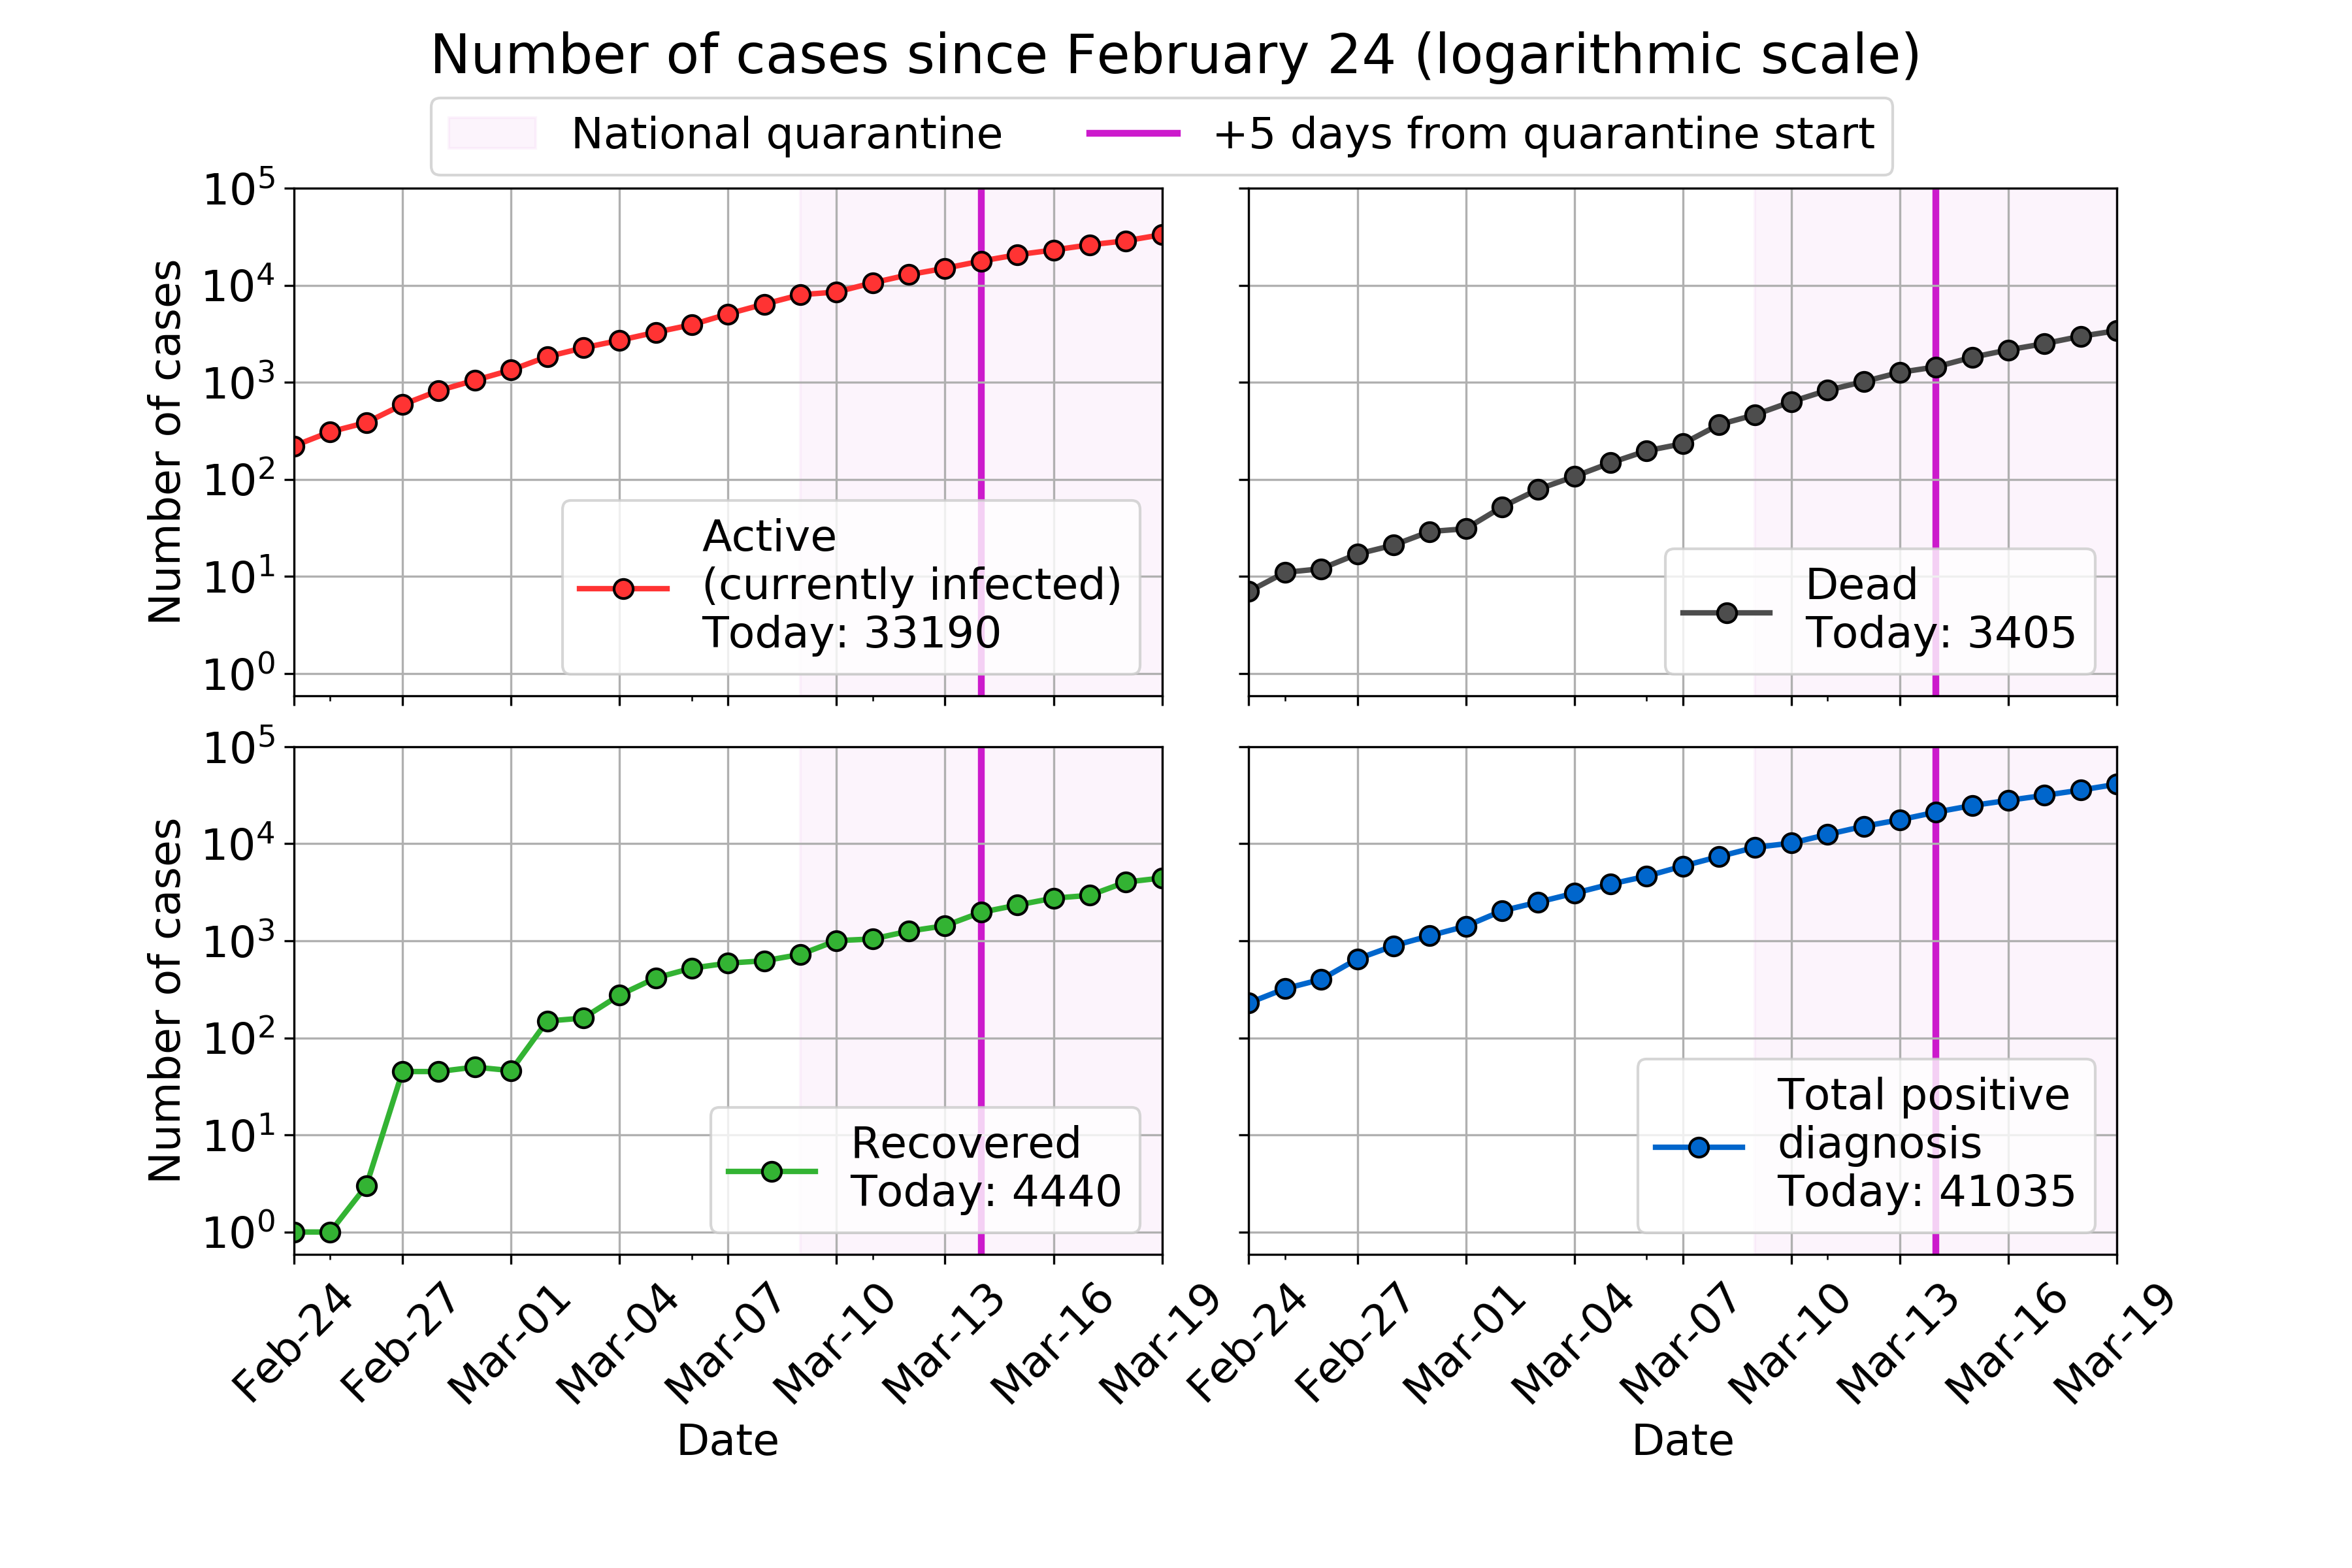 Number of cases since February 24 (logarithmic scale)
National quarantine
+5 days from quarantine start
10⁵
10⁴
10³
10²
10¹
10⁰
Number of cases
Active
(currently infected)
Today: 33190
Dead
Today: 3405
10⁵
10⁴
10³
10²
10¹
10⁰
Number of cases
Recovered
Today: 4440
Total positive
diagnosis
Today: 41035
Feb-24
Feb-27
Mar-01
Mar-04
Mar-07
Mar-10
Mar-13
Mar-16
Mar-19
Date
Feb-24
Feb-27
Mar-01
Mar-04
Mar-07
Mar-10
Mar-13
Mar-16
Mar-19
Date